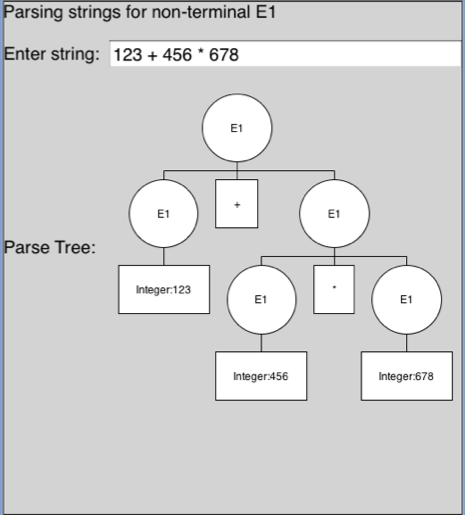 Parsing strings for non-terminal E1
Enter string: 123 + 456 * 678
E1
E1
+
E1
Parse Tree:
Integer:123
E1
*
E1
Integer:456
Integer:678